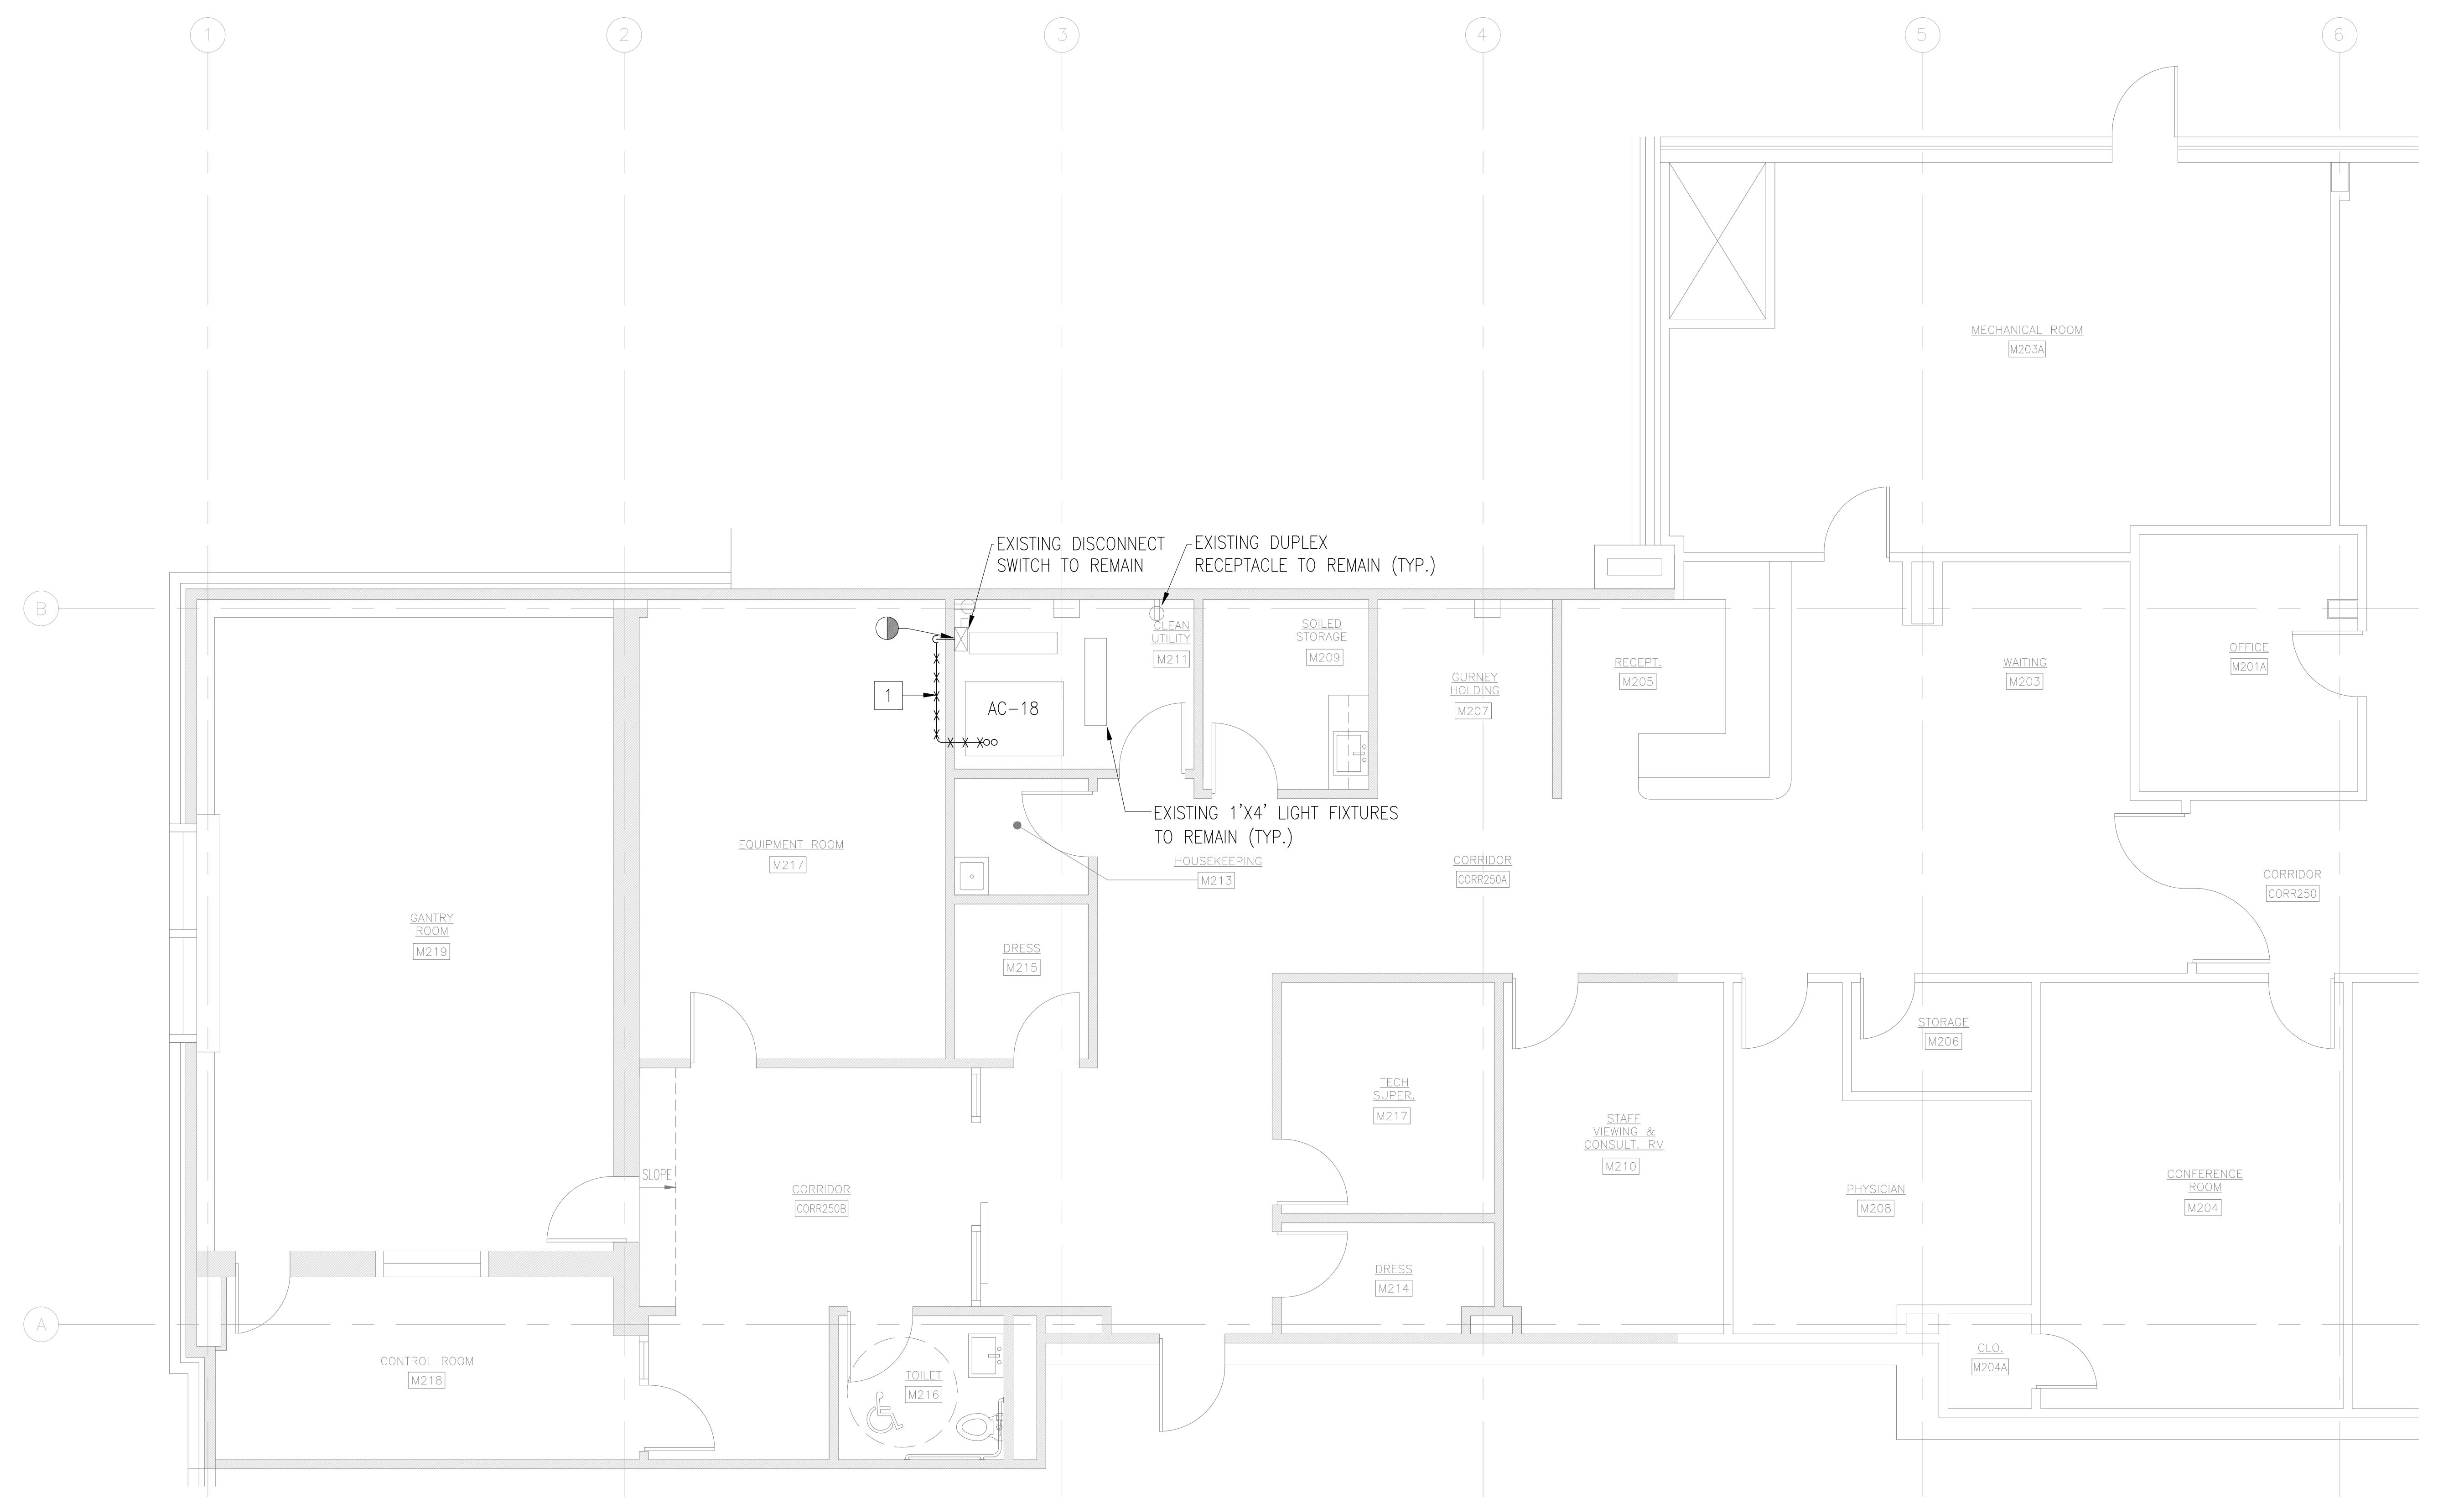 1
2
3
4
5
6
MECHANICAL ROOM
M203A
EXISTING DISCONNECT
SWITCH TO REMAIN
EXISTING DUPLEX
RECEPTACLE TO REMAIN (TYP.)
B
CLEAN
UTILITY
M211
SOILED
STORAGE
M209
GURNEY
HOLDING
M207
RECEPT.
M205
WAITING
M203
OFFICE
M201A
1
AC-18
EXISTING 1'X4' LIGHT FIXTURES
TO REMAIN (TYP.)
EQUIPMENT ROOM
M217
HOUSEKEEPING
M213
CORRIDOR
CORR250A
CORRIDOR
CORR250
GANTRY
ROOM
M219
DRESS
M215
STORAGE
M206
TECH
SUPER.
M217
STAFF
VIEWING &
CONSULT. RM
M210
SLOPE
CORRIDOR
CORR250B
PHYSICIAN
M208
CONFERENCE
ROOM
M204
DRESS
M214
A
CONTROL ROOM
M218
TOILET
M216
CLO.
M204A